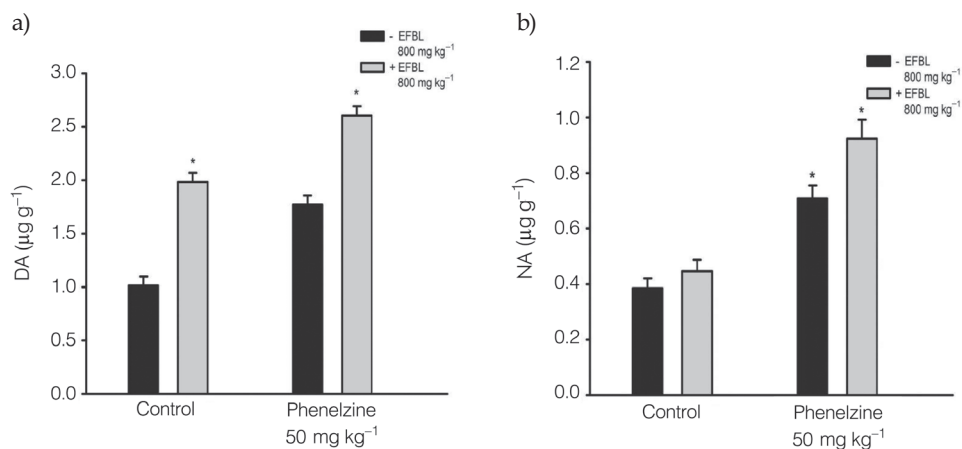 a)
- EFBL
800 mg kg⁻¹
+ EFBL
800 mg kg⁻¹
3.0
2.5
2.0
1.5
1.0
0.5
0.0
DA (µg g⁻¹)
*
*
Control
Phenelzine
50 mg kg⁻¹
b)
- EFBL
800 mg kg⁻¹
+ EFBL
800 mg kg⁻¹
1.2
1.0
0.8
0.6
0.4
0.2
0.0
NA (µg g⁻¹)
*
*
Control
Phenelzine
50 mg kg⁻¹